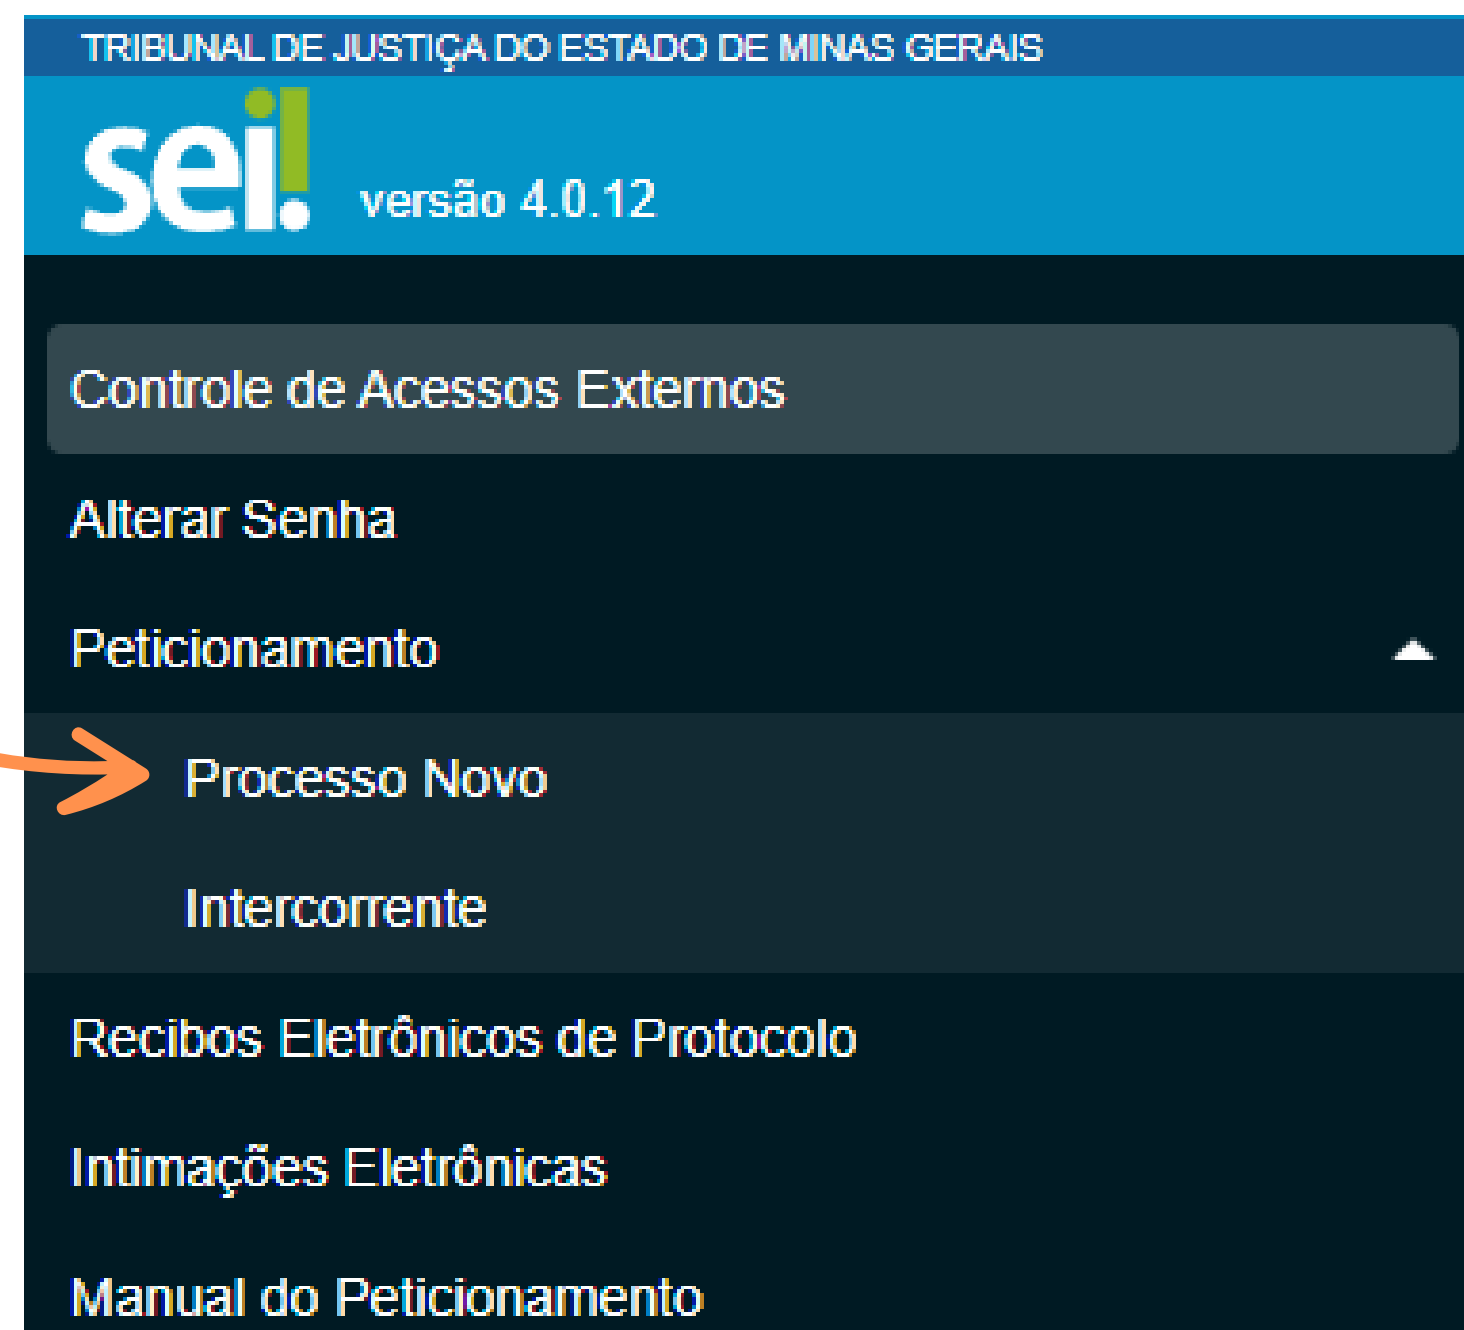 TRIBUNAL DE JUSTIÇA DO ESTADO DE MINAS GERAIS
sei! versão 4.0.12
Controle de Acessos Externos
Alterar Senha
Peticionamento
Processo Novo
Intercorrente
Recibos Eletrônicos de Protocolo
Intimações Eletrônicas
Manual do Peticionamento